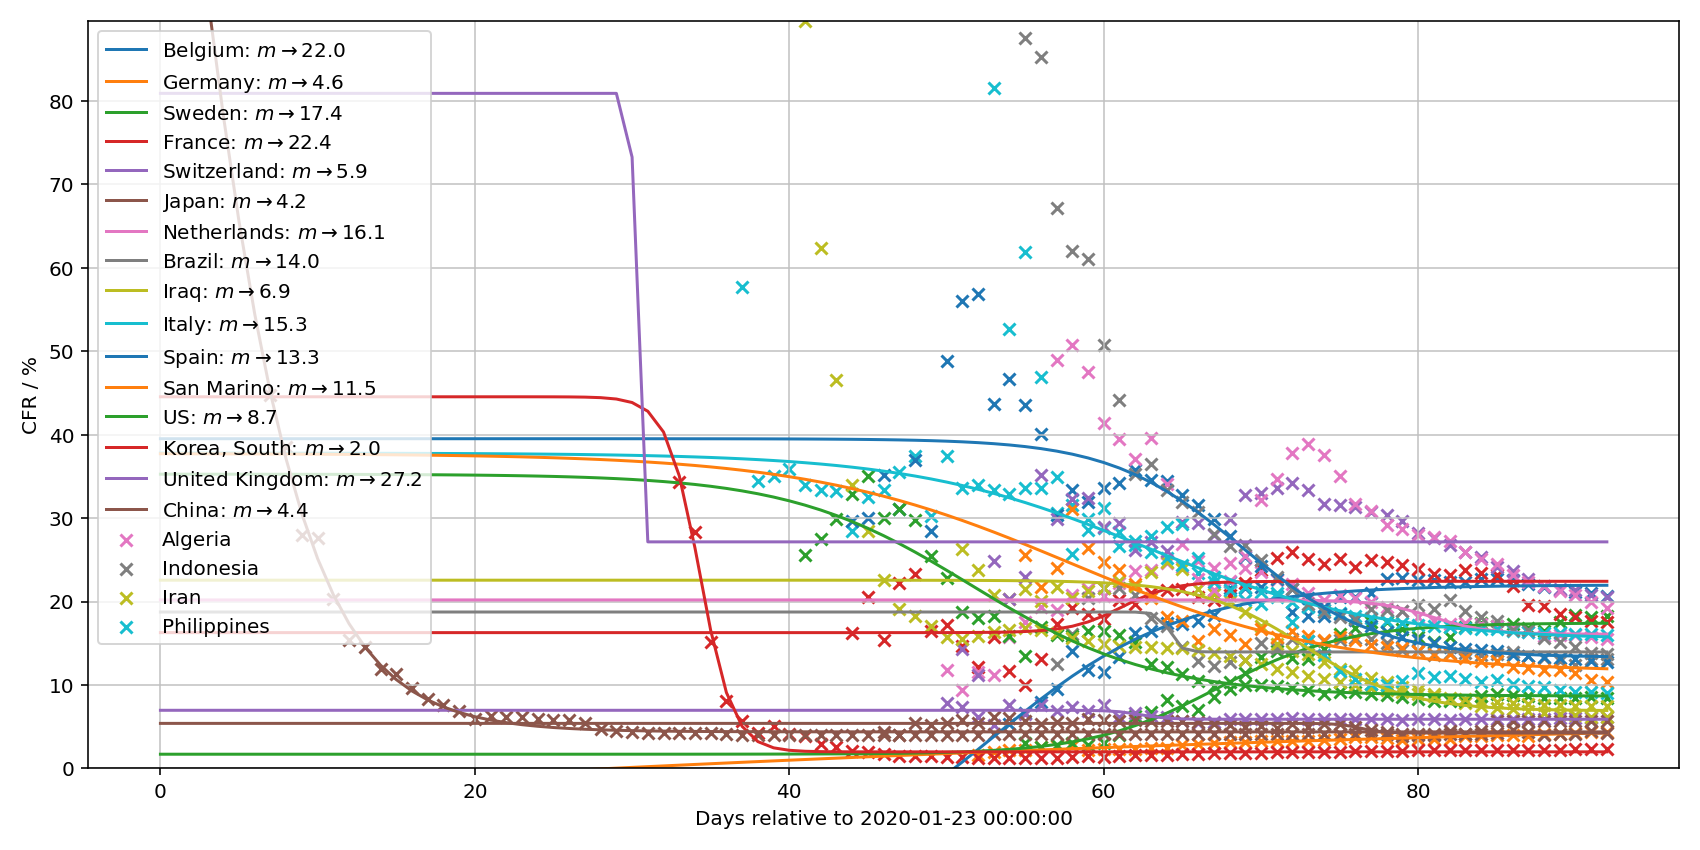 CFR / %
80
70
60
50
40
30
20
10
0
Belgium: m→22.0
Germany: m→4.6
Sweden: m→17.4
France: m→22.4
Switzerland: m→5.9
Japan: m→4.2
Netherlands: m→16.1
Brazil: m→14.0
Iraq: m→6.9
Italy: m→15.3
Spain: m→13.3
San Marino: m→11.5
US: m→8.7
Korea, South: m→2.0
United Kingdom: m→27.2
China: m→4.4
Algeria
Indonesia
Iran
Philippines
0 20 40 60 80
Days relative to 2020-01-23 00:00:00